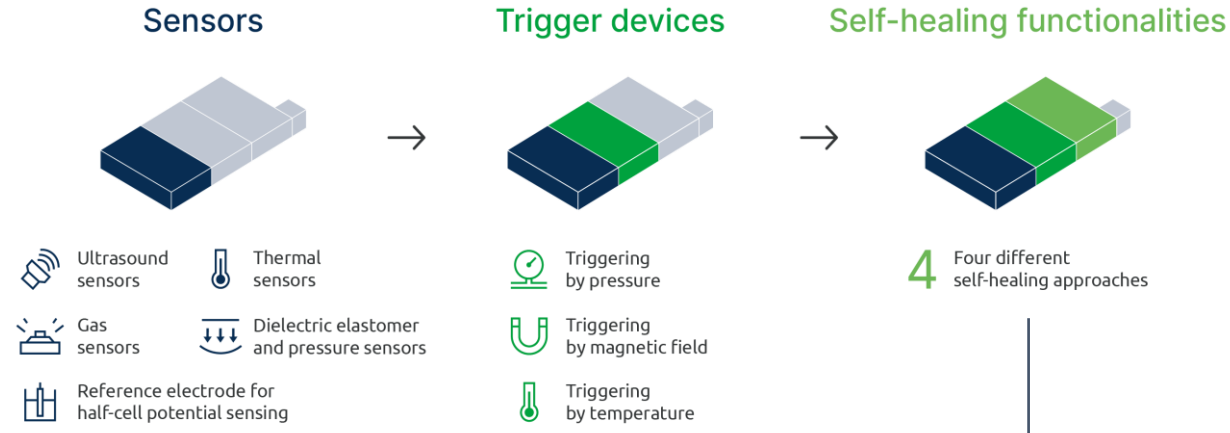 Sensors
Trigger devices
Self-healing functionalities
Ultrasound
sensors
Thermal
sensors
Gas
sensors
Dielectric elastomer
and pressure sensors
Reference electrode for
half-cell potential sensing
Triggering
by pressure
Triggering
by magnetic field
Triggering
by temperature
4
Four different
self-healing approaches